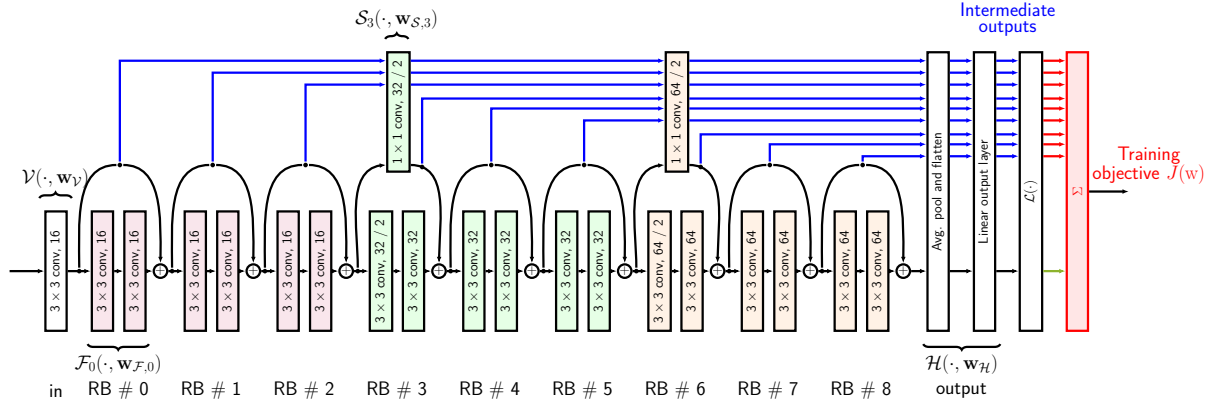 S₃(·, w_{S,3})
Intermediate
outputs
1 × 1 conv, 32 / 2
1 × 1 conv, 64 / 2
V(·, w_V)
3 × 3 conv, 16
3 × 3 conv, 16
3 × 3 conv, 16
3 × 3 conv, 16
3 × 3 conv, 16
3 × 3 conv, 16
3 × 3 conv, 16
3 × 3 conv, 32 / 2
3 × 3 conv, 32
3 × 3 conv, 32
3 × 3 conv, 32
3 × 3 conv, 32
3 × 3 conv, 32
3 × 3 conv, 64 / 2
3 × 3 conv, 64
3 × 3 conv, 64
3 × 3 conv, 64
3 × 3 conv, 64
3 × 3 conv, 64
Avg. pool and flatten
Linear output layer
L(·)
Σ
Training
objective J(w)
F₀(·, w_{F,0})
H(·, w_H)
in
RB # 0
RB # 1
RB # 2
RB # 3
RB # 4
RB # 5
RB # 6
RB # 7
RB # 8
output